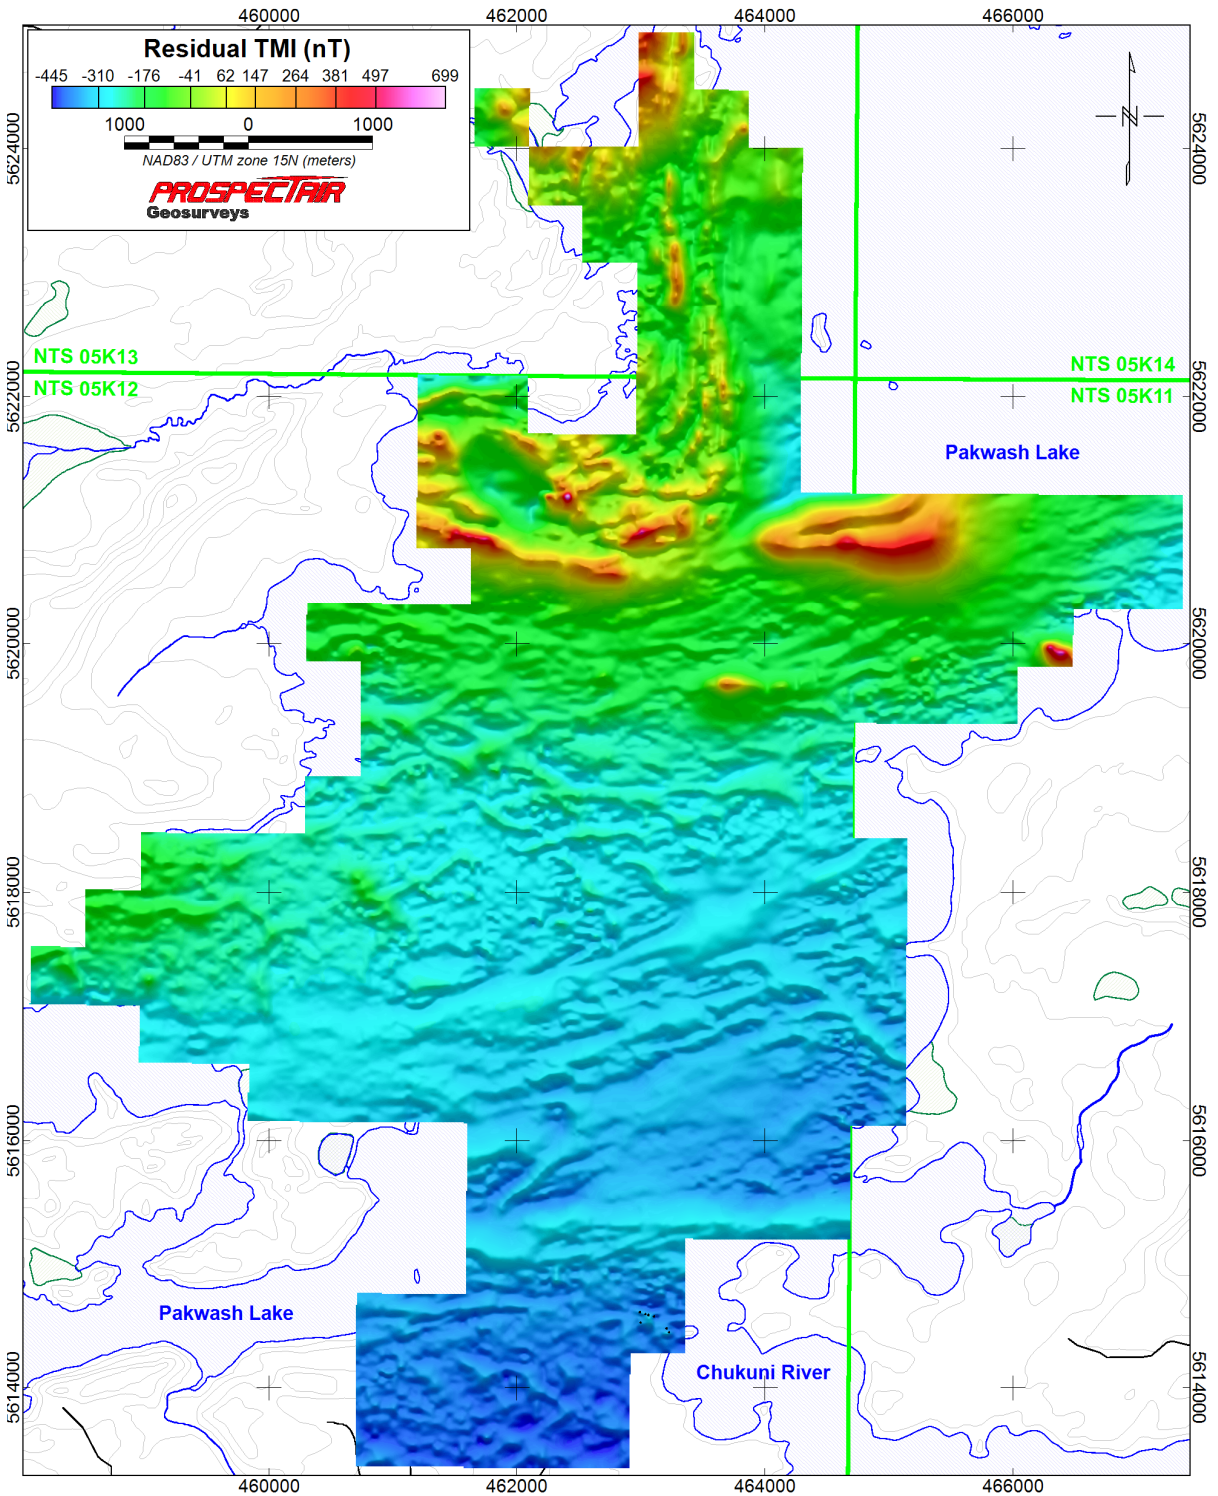 460000 462000 464000 466000
Residual TMI (nT)
-445 -310 -176 -41 62 147 264 381 497 699
1000 0 1000
NAD83 / UTM zone 15N (meters)
PROSPECTAIR
Geosurveys
N
5624000 5624000
NTS 05K13 NTS 05K14
NTS 05K12 NTS 05K11
5622000 5622000
Pakwash Lake
5620000 5620000
5618000 5618000
5616000 5616000
Pakwash Lake
Chukuni River
5614000 5614000
460000 462000 464000 466000